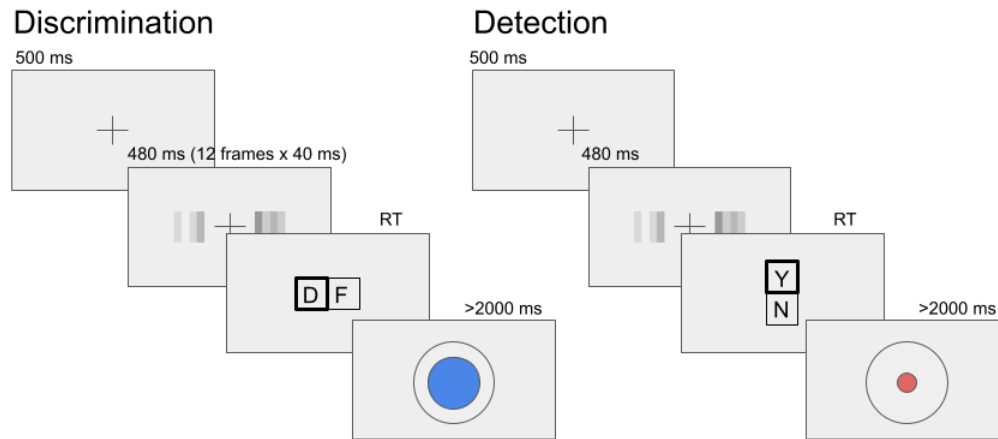 Discrimination
500 ms
480 ms (12 frames x 40 ms)
RT
D F
>2000 ms
Detection
500 ms
480 ms
RT
Y
N
>2000 ms